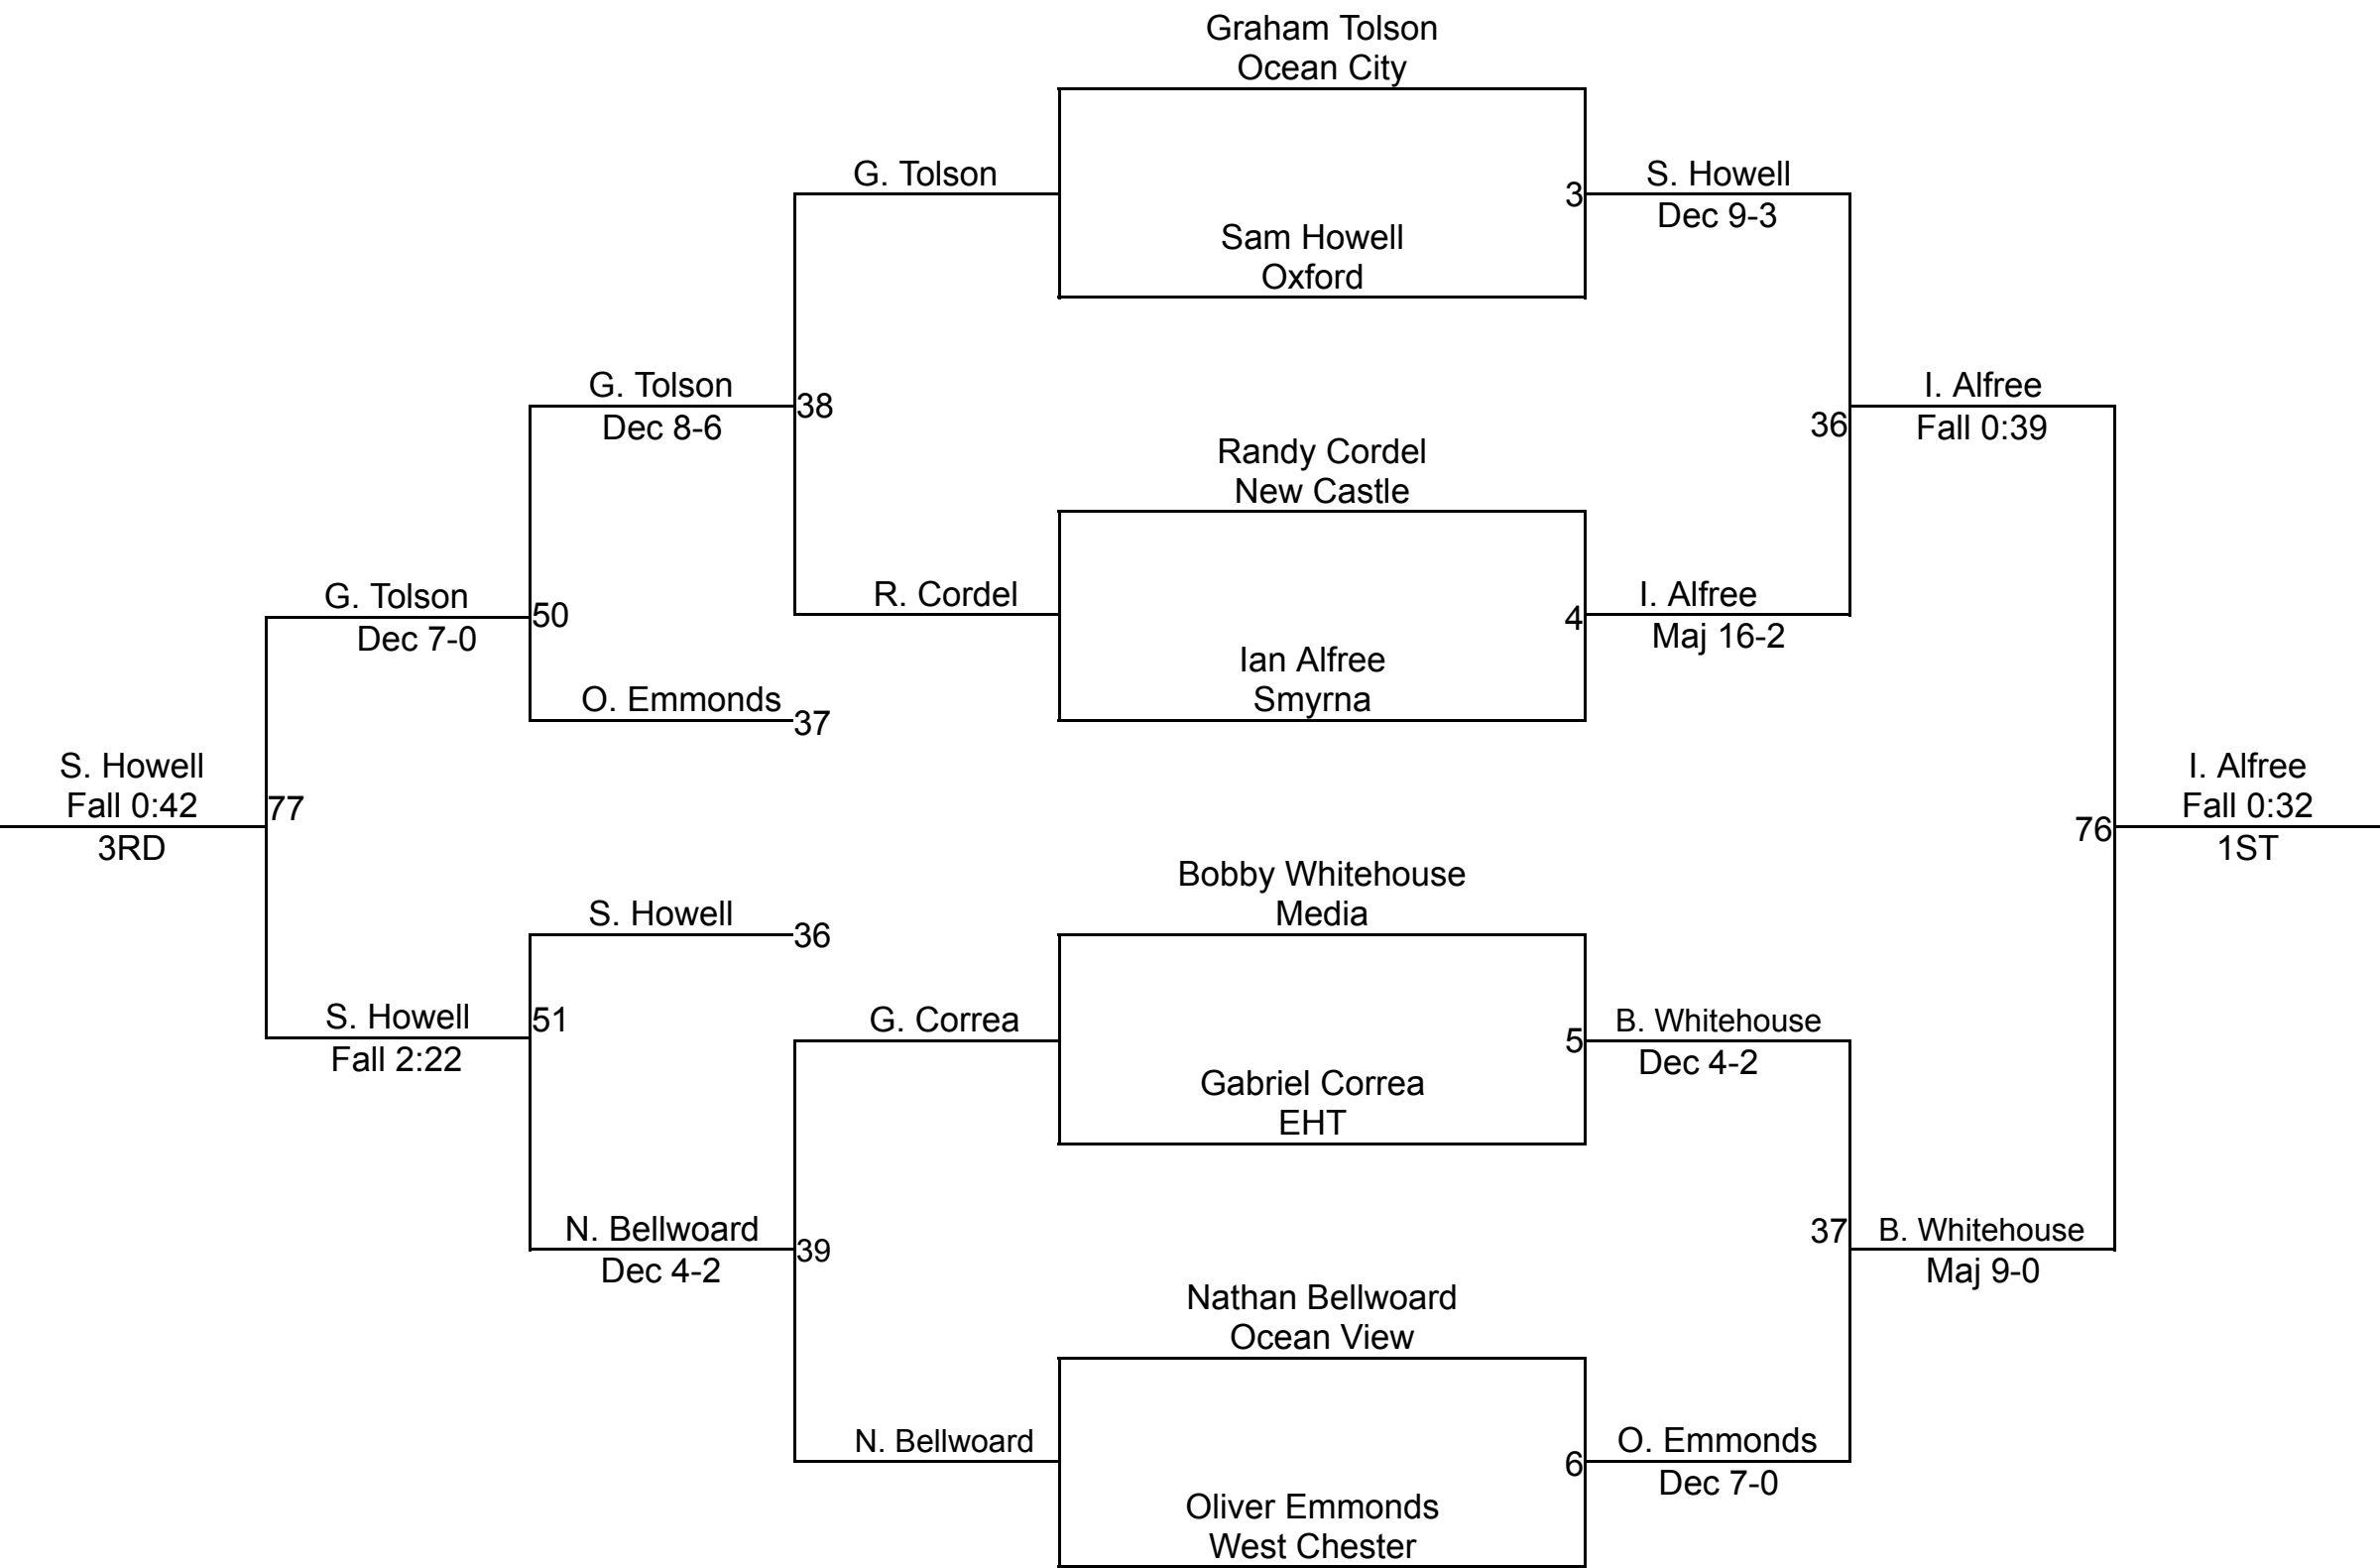 Graham Tolson
Ocean City
G. Tolson
3
S. Howell
Dec 9-3
Sam Howell
Oxford
G. Tolson
Dec 8-6
38
36
I. Alfree
Fall 0:39
Randy Cordel
New Castle
G. Tolson
Dec 7-0
50
R. Cordel
4
I. Alfree
Maj 16-2
Ian Alfree
Smyrna
O. Emmonds
37
S. Howell
Fall 0:42
3RD
77
76
I. Alfree
Fall 0:32
1ST
Bobby Whitehouse
Media
S. Howell
36
S. Howell
Fall 2:22
51
G. Correa
5
B. Whitehouse
Dec 4-2
Gabriel Correa
EHT
N. Bellwoard
Dec 4-2
39
37
B. Whitehouse
Maj 9-0
Nathan Bellwoard
Ocean View
N. Bellwoard
6
O. Emmonds
Dec 7-0
Oliver Emmonds
West Chester